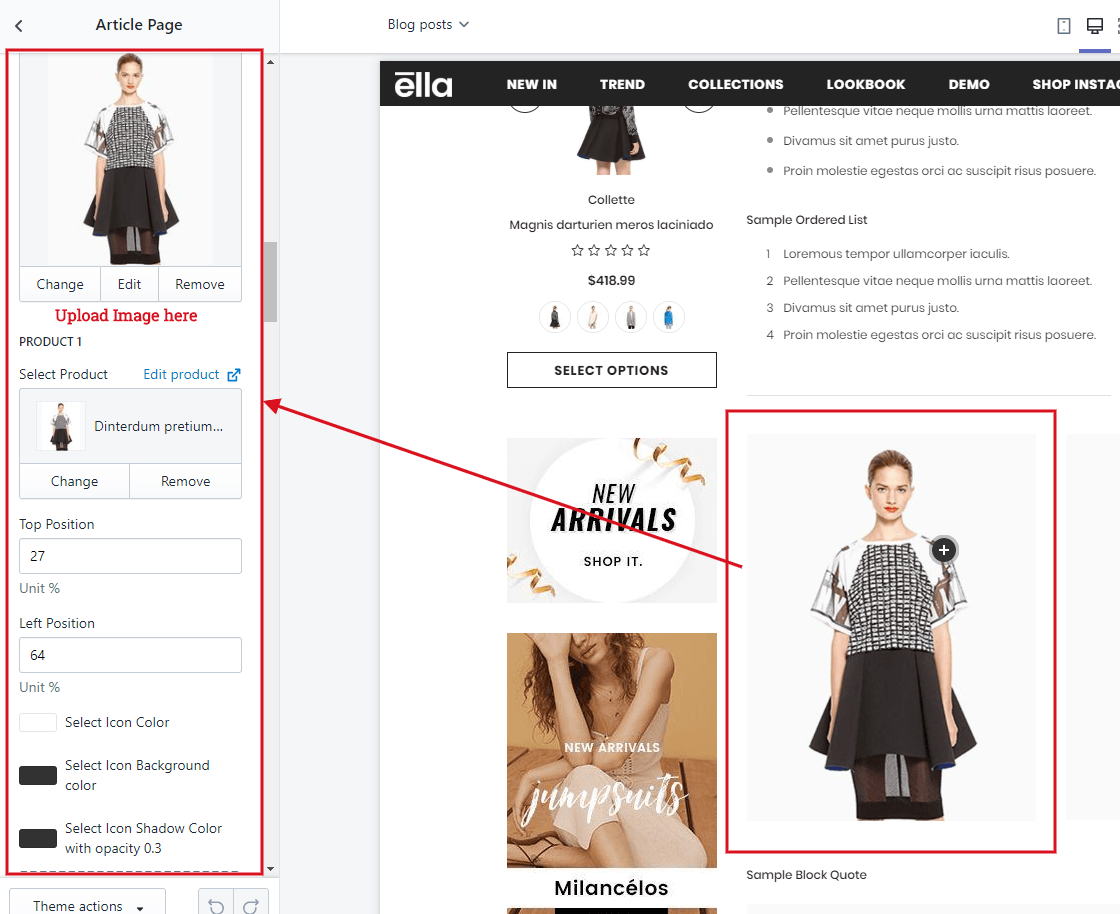 Article Page
Change
Edit
Remove
Upload Image here
PRODUCT 1
Select Product
Edit product
Dinterdum pretium...
Change
Remove
Top Position
27
Unit %
Left Position
64
Unit %
Select Icon Color
Select Icon Background
color
Select Icon Shadow Color
with opacity 0.3
Theme actions
Blog posts
ēlla
NEW IN
TREND
COLLECTIONS
LOOKBOOK
DEMO
SHOP INSTAG
Collette
Magnis darturien meros laciniado
$418.99
SELECT OPTIONS
NEW
ARRIVALS
SHOP IT.
NEW ARRIVALS
jumpsuits
Milancélos
Pellentesque vitae neque mollis urna mattis laoreet.
Divamus sit amet purus justo.
Proin molestie egestas orci ac suscipit risus posuere.
Sample Ordered List
1 Loremous tempor ullamcorper iaculis.
2 Pellentesque vitae neque mollis urna mattis laoreet.
3 Divamus sit amet purus justo.
4 Proin molestie egestas orci ac suscipit risus posuere.
Sample Block Quote